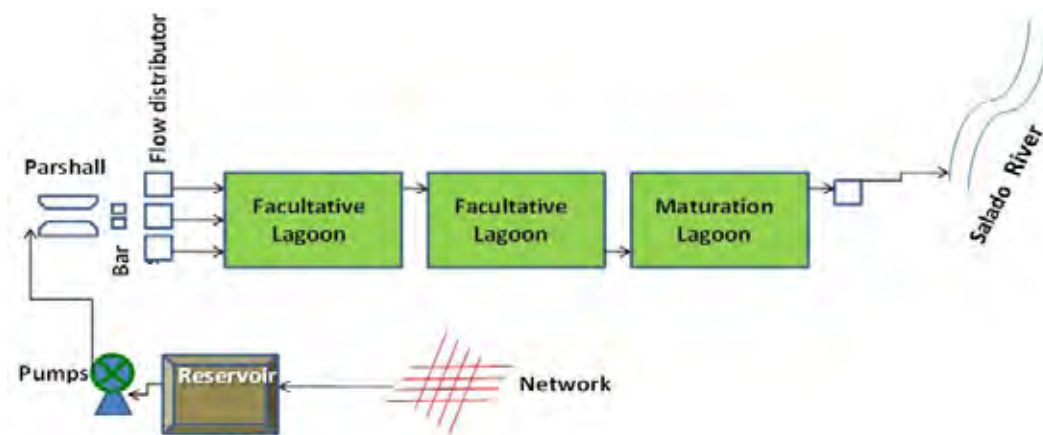 Flow distributor
Parshall
Bar
Facultative
Lagoon
Facultative
Lagoon
Maturation
Lagoon
Salado River
Pumps
Reservoir
Network